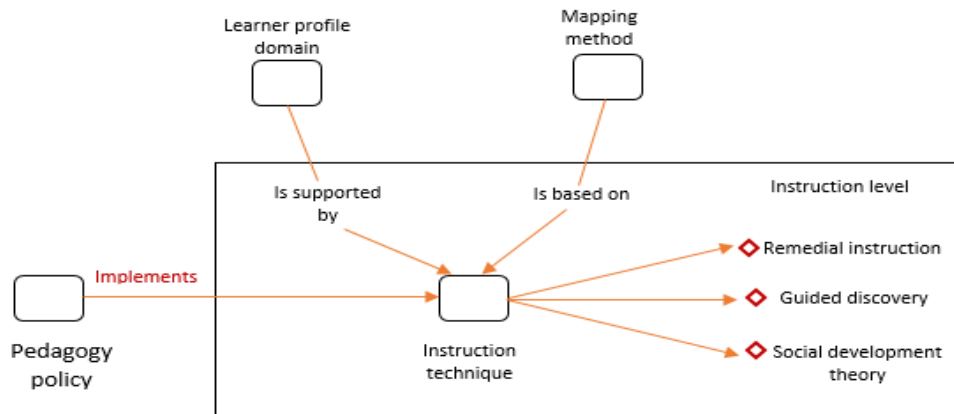 Learner profile
domain
Mapping
method
Is supported
by
Is based on
Instruction level
Remedial instruction
Implements
Guided discovery
Pedagogy
policy
Instruction
technique
Social development
theory